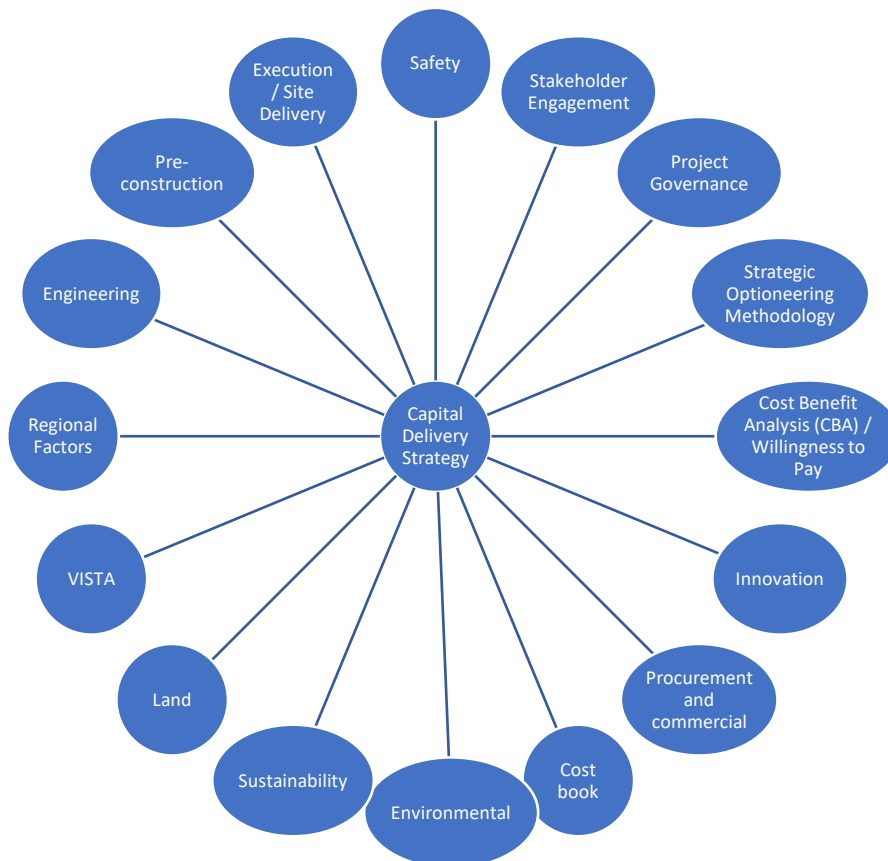 Safety
Stakeholder
Engagement
Project
Governance
Strategic
Optioneering
Methodology
Cost Benefit
Analysis (CBA) /
Willingness to
Pay
Innovation
Procurement
and
commercial
Cost
book
Environmental
Sustainability
Land
VISTA
Regional
Factors
Engineering
Pre-
construction
Execution
/ Site
Delivery
Capital
Delivery
Strategy